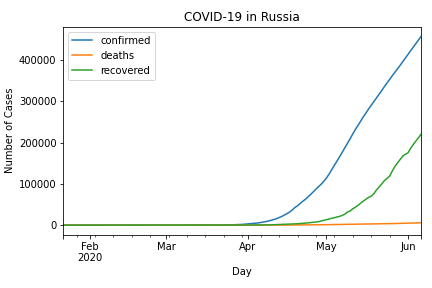 COVID-19 in Russia
confirmed
deaths
recovered
Number of Cases
400000
300000
200000
100000
0
Feb
2020
Mar
Apr
May
Jun
Day